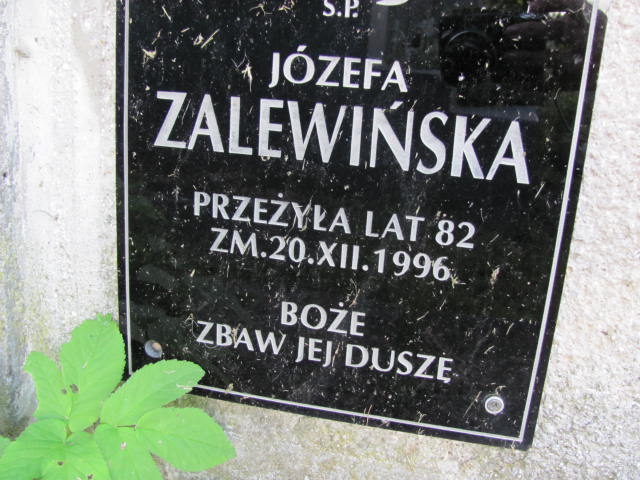 S.P.
JÓZEFA
ZALEWIŃSKA
PRZEŻYŁA LAT 82
ZM.20.XII.1996
BOŻE
ZBAW JEJ DUSZĘ